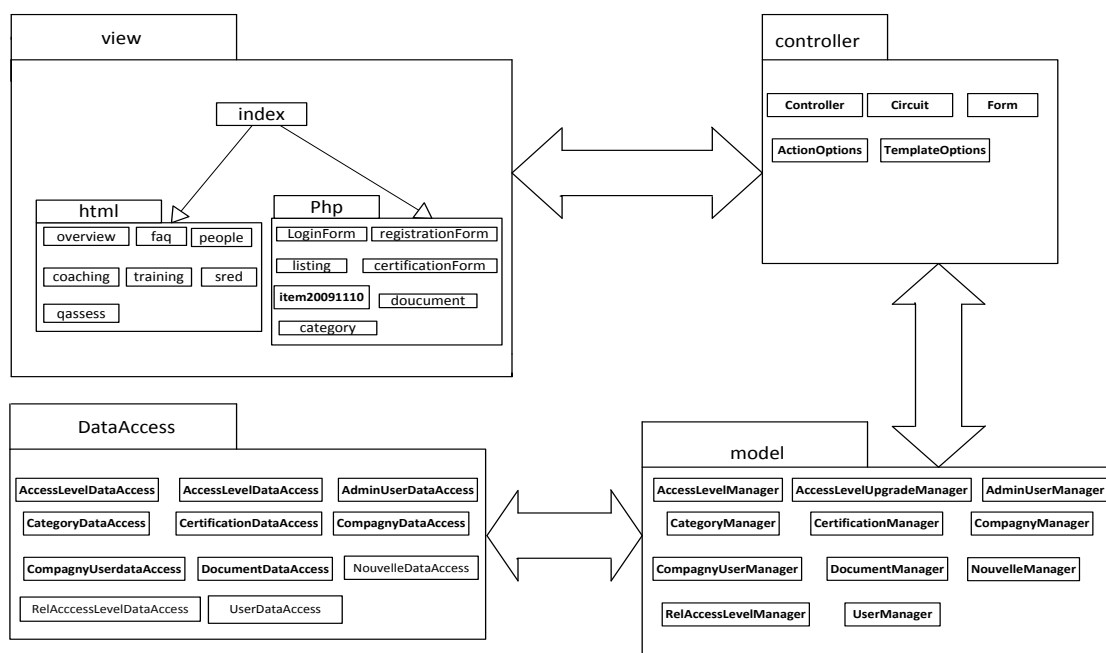 view
index
html
overview faq people
coaching training sred
qassess
Php
LoginForm registrationForm
listing certificationForm
item20091110 doucument
category
controller
Controller Circuit Form
ActionOptions TemplateOptions
DataAccess
AccessLevelDataAccess AccessLevelDataAccess AdminUserDataAccess
CategoryDataAccess CertificationDataAccess CompagnyDataAccess
CompagnyUserdataAccess DocumentDataAccess NouvelleDataAccess
RelAcccessLevelDataAccess UserDataAccess
model
AccessLevelManager AccessLevelUpgradeManager AdminUserManager
CategoryManager CertificationManager CompagnyManager
CompagnyUserManager DocumentManager NouvelleManager
RelAccessLevelManager UserManager